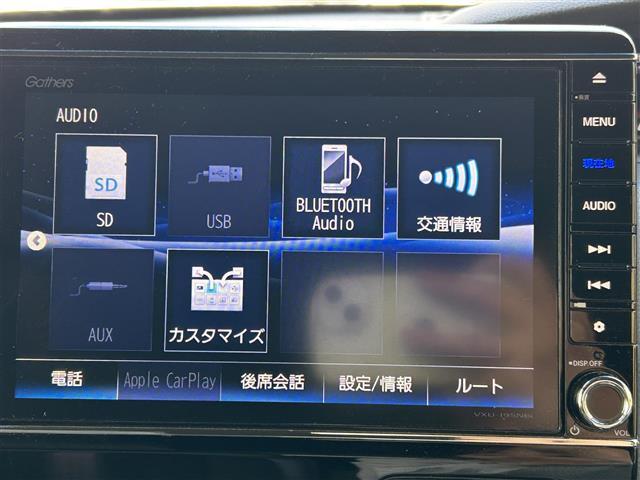 Gathers
AUDIO
SD
SD
USB
BLUETOOTH
Audio
交通情報
AUX
カスタマイズ
電話
Apple CarPlay
後席会話
設定/情報
ルート
MENU
現在地
AUDIO
DISP.OFF
VOL